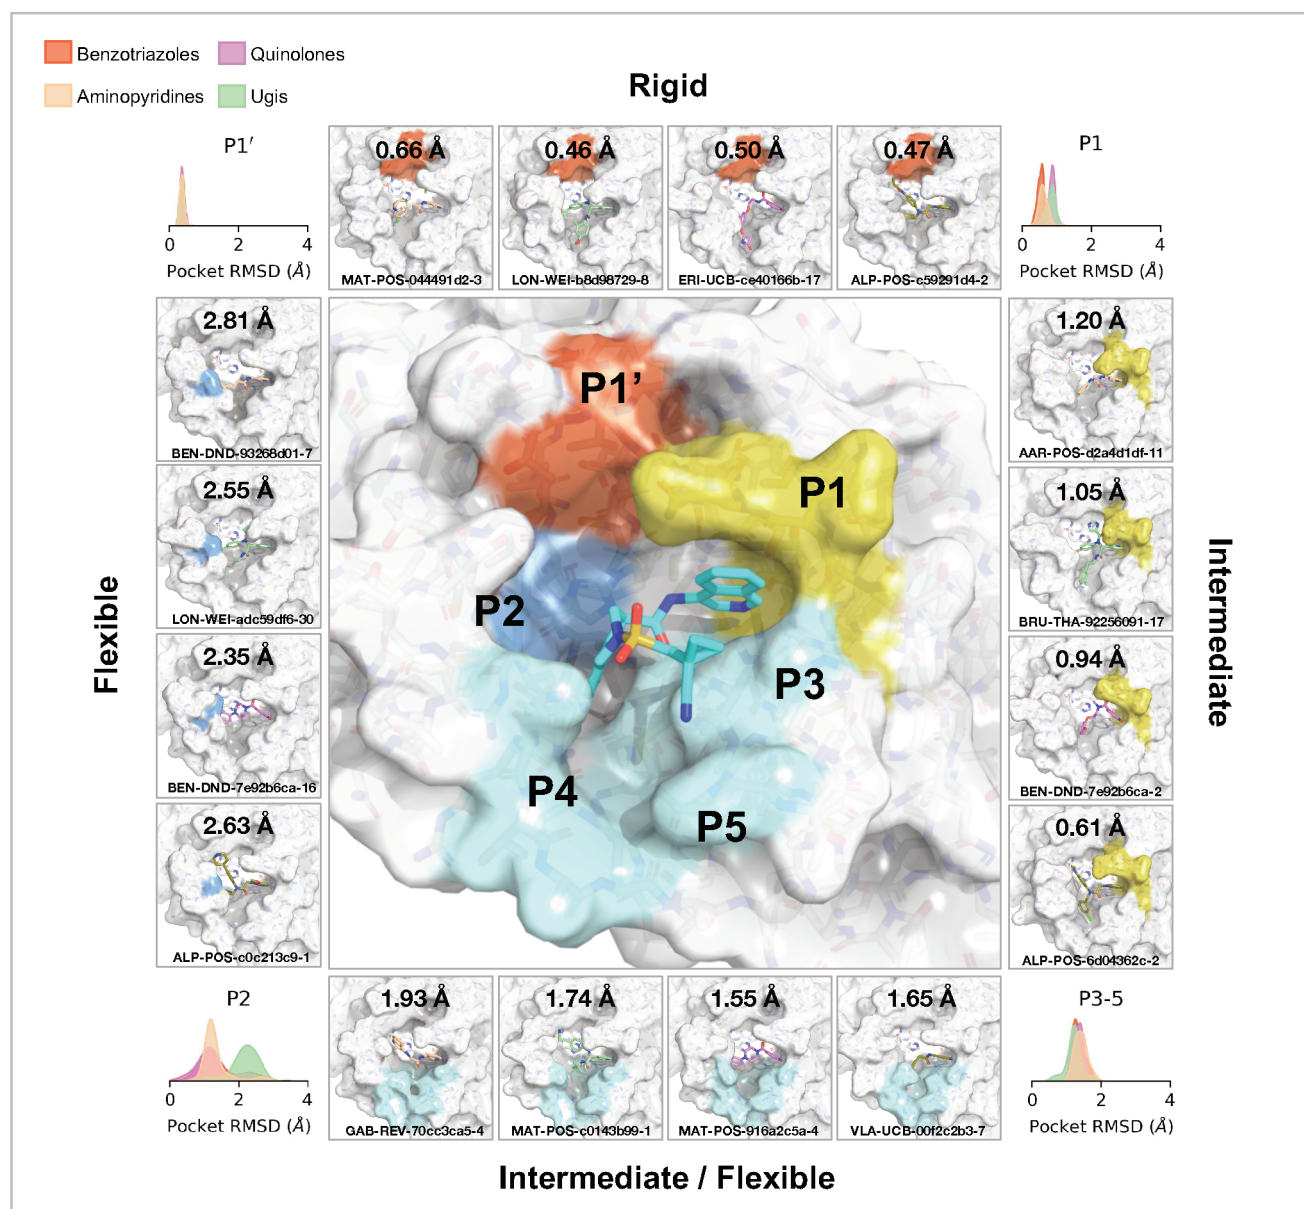 Benzotriazoles
Quinolones
Aminopyridines
Ugis
Rigid
P1′
0 2 4
Pocket RMSD (Å)
0.66 Å
MAT-POS-044491d2-3
0.46 Å
LON-WEI-b8d98729-8
0.50 Å
ERI-UCB-ce40166b-17
0.47 Å
ALP-POS-c59291d4-2
P1
0 2 4
Pocket RMSD (Å)
Flexible
2.81 Å
BEN-DND-93268d01-7
2.55 Å
LON-WEI-adc59df6-30
2.35 Å
BEN-DND-7e92b6ca-16
2.63 Å
ALP-POS-c0c213c9-1
P1’
P1
P2
P3
P4
P5
1.20 Å
AAR-POS-d2a4d1df-11
1.05 Å
BRU-THA-92256091-17
0.94 Å
BEN-DND-7e92b6ca-2
0.61 Å
ALP-POS-6d04362c-2
Intermediate
P2
0 2 4
Pocket RMSD (Å)
1.93 Å
GAB-REV-70cc3ca5-4
1.74 Å
MAT-POS-c0143b99-1
1.55 Å
MAT-POS-916a2c5a-4
1.65 Å
VLA-UCB-00f2c2b3-7
P3-5
0 2 4
Pocket RMSD (Å)
Intermediate / Flexible